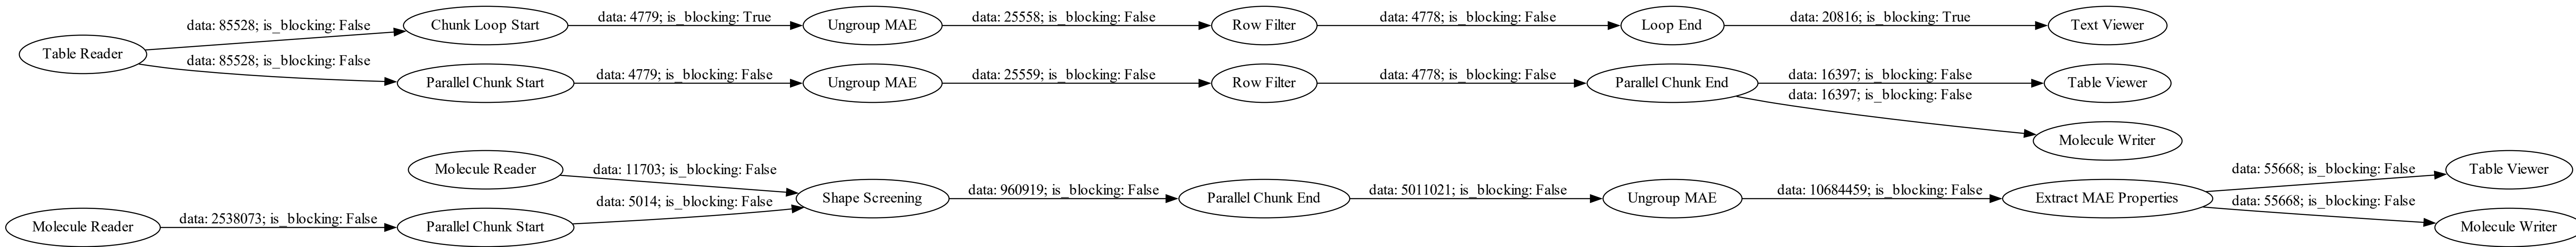 Table Reader
data: 85528; is_blocking: False
Chunk Loop Start
data: 4779; is_blocking: True
Ungroup MAE
data: 25558; is_blocking: False
Row Filter
data: 4778; is_blocking: False
Loop End
data: 20816; is_blocking: True
Text Viewer
data: 85528; is_blocking: False
Parallel Chunk Start
data: 4779; is_blocking: False
Ungroup MAE
data: 25559; is_blocking: False
Row Filter
data: 4778; is_blocking: False
Parallel Chunk End
data: 16397; is_blocking: False
Table Viewer
data: 16397; is_blocking: False
Molecule Writer
Molecule Reader
data: 11703; is_blocking: False
Molecule Reader
data: 2538073; is_blocking: False
Parallel Chunk Start
data: 5014; is_blocking: False
Shape Screening
data: 960919; is_blocking: False
Parallel Chunk End
data: 5011021; is_blocking: False
Ungroup MAE
data: 10684459; is_blocking: False
Extract MAE Properties
data: 55668; is_blocking: False
Table Viewer
data: 55668; is_blocking: False
Molecule Writer